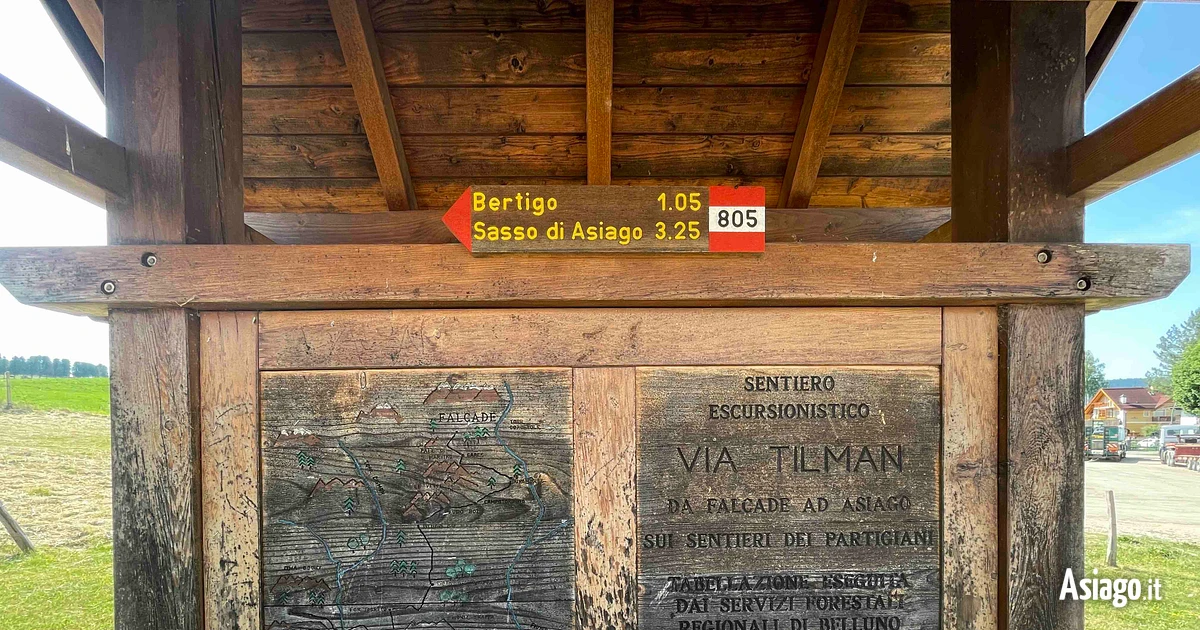 Bertigo 1.05
Sasso di Asiago 3.25
805
FALCADE
SENTIERO
ESCURSIONISTICO
VIA TILMAN
DA FALCADE AD ASIAGO
SUI SENTIERI DEI PARTIGIANI
TABELLAZIONE ESEGUITA
DAI SERVIZI FORESTALI
REGIONALI DI BELLUNO
Asiago.it